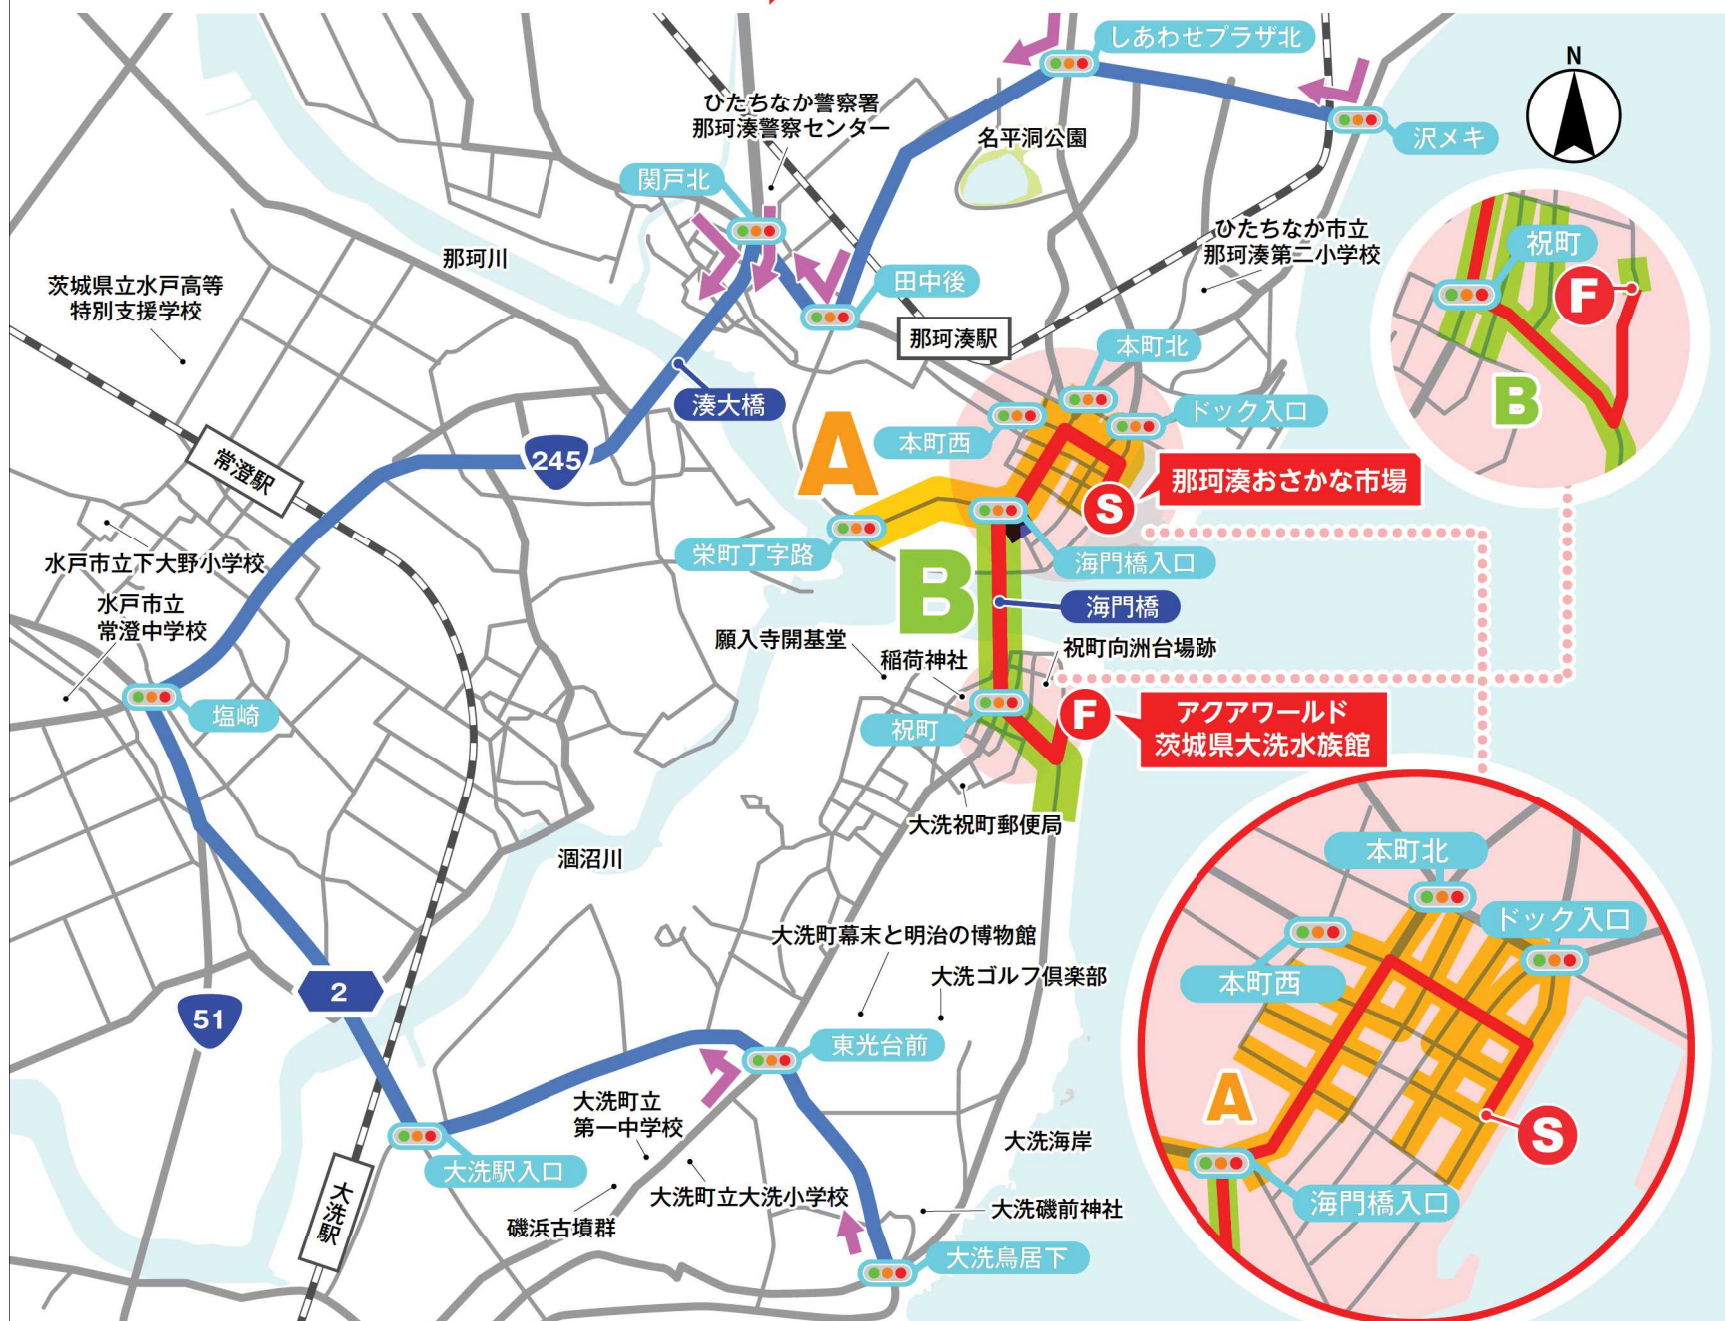 しあわせプラザ北
N
ひたちなか警察署
那珂湊警察センター
名平洞公園
沢メキ
関戸北
ひたちなか市立
那珂湊第二小学校
祝町
F
B
那珂川
茨城県立水戸高等
特別支援学校
田中後
那珂湊駅
本町北
湊大橋
A
本町西
ドック入口
245
常澄駅
那珂湊おさかな市場
S
栄町丁字路
海門橋入口
B
海門橋
水戸市立下大野小学校
水戸市立
常澄中学校
願入寺開基堂
稲荷神社
祝町向洲台場跡
塩崎
祝町
F
アクアワールド
茨城県大洗水族館
大洗祝町郵便局
涸沼川
本町北
ドック入口
本町西
大洗町幕末と明治の博物館
大洗ゴルフ倶楽部
2
51
東光台前
A
S
大洗町立
第一中学校
大洗海岸
大洗駅入口
大洗町立大洗小学校
海門橋入口
大洗駅
磯浜古墳群
大洗磯前神社
大洗鳥居下